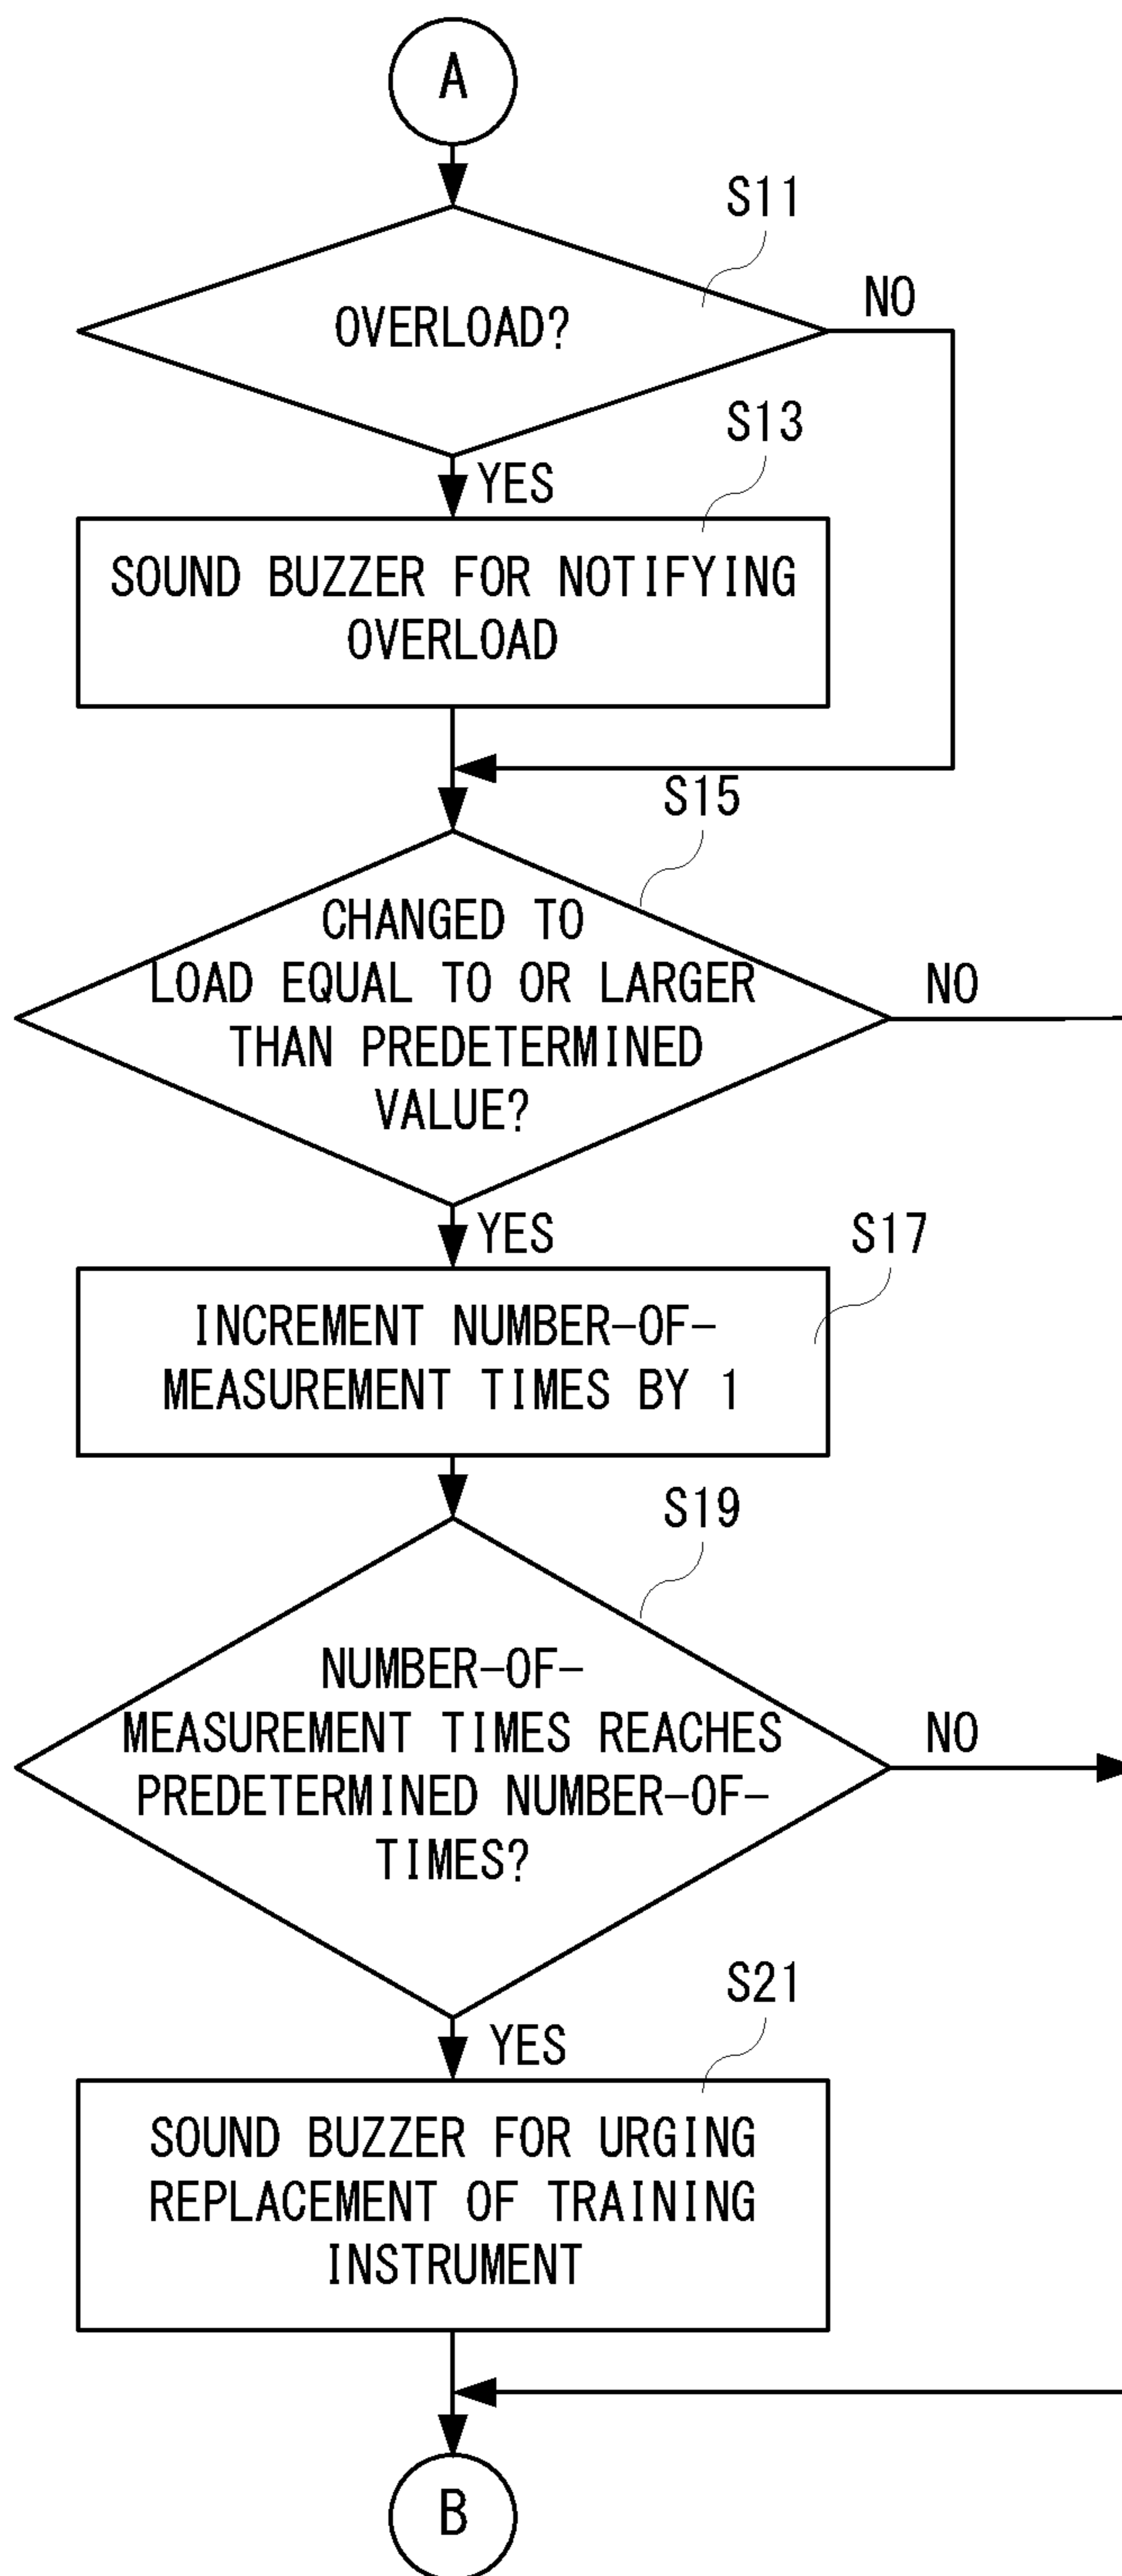 A
S11
OVERLOAD?
NO
YES
S13
SOUND BUZZER FOR NOTIFYING
OVERLOAD
S15
CHANGED TO
LOAD EQUAL TO OR LARGER
THAN PREDETERMINED
VALUE?
NO
YES
S17
INCREMENT NUMBER-OF-
MEASUREMENT TIMES BY 1
S19
NUMBER-OF-
MEASUREMENT TIMES REACHES
PREDETERMINED NUMBER-OF-
TIMES?
NO
YES
S21
SOUND BUZZER FOR URGING
REPLACEMENT OF TRAINING
INSTRUMENT
B